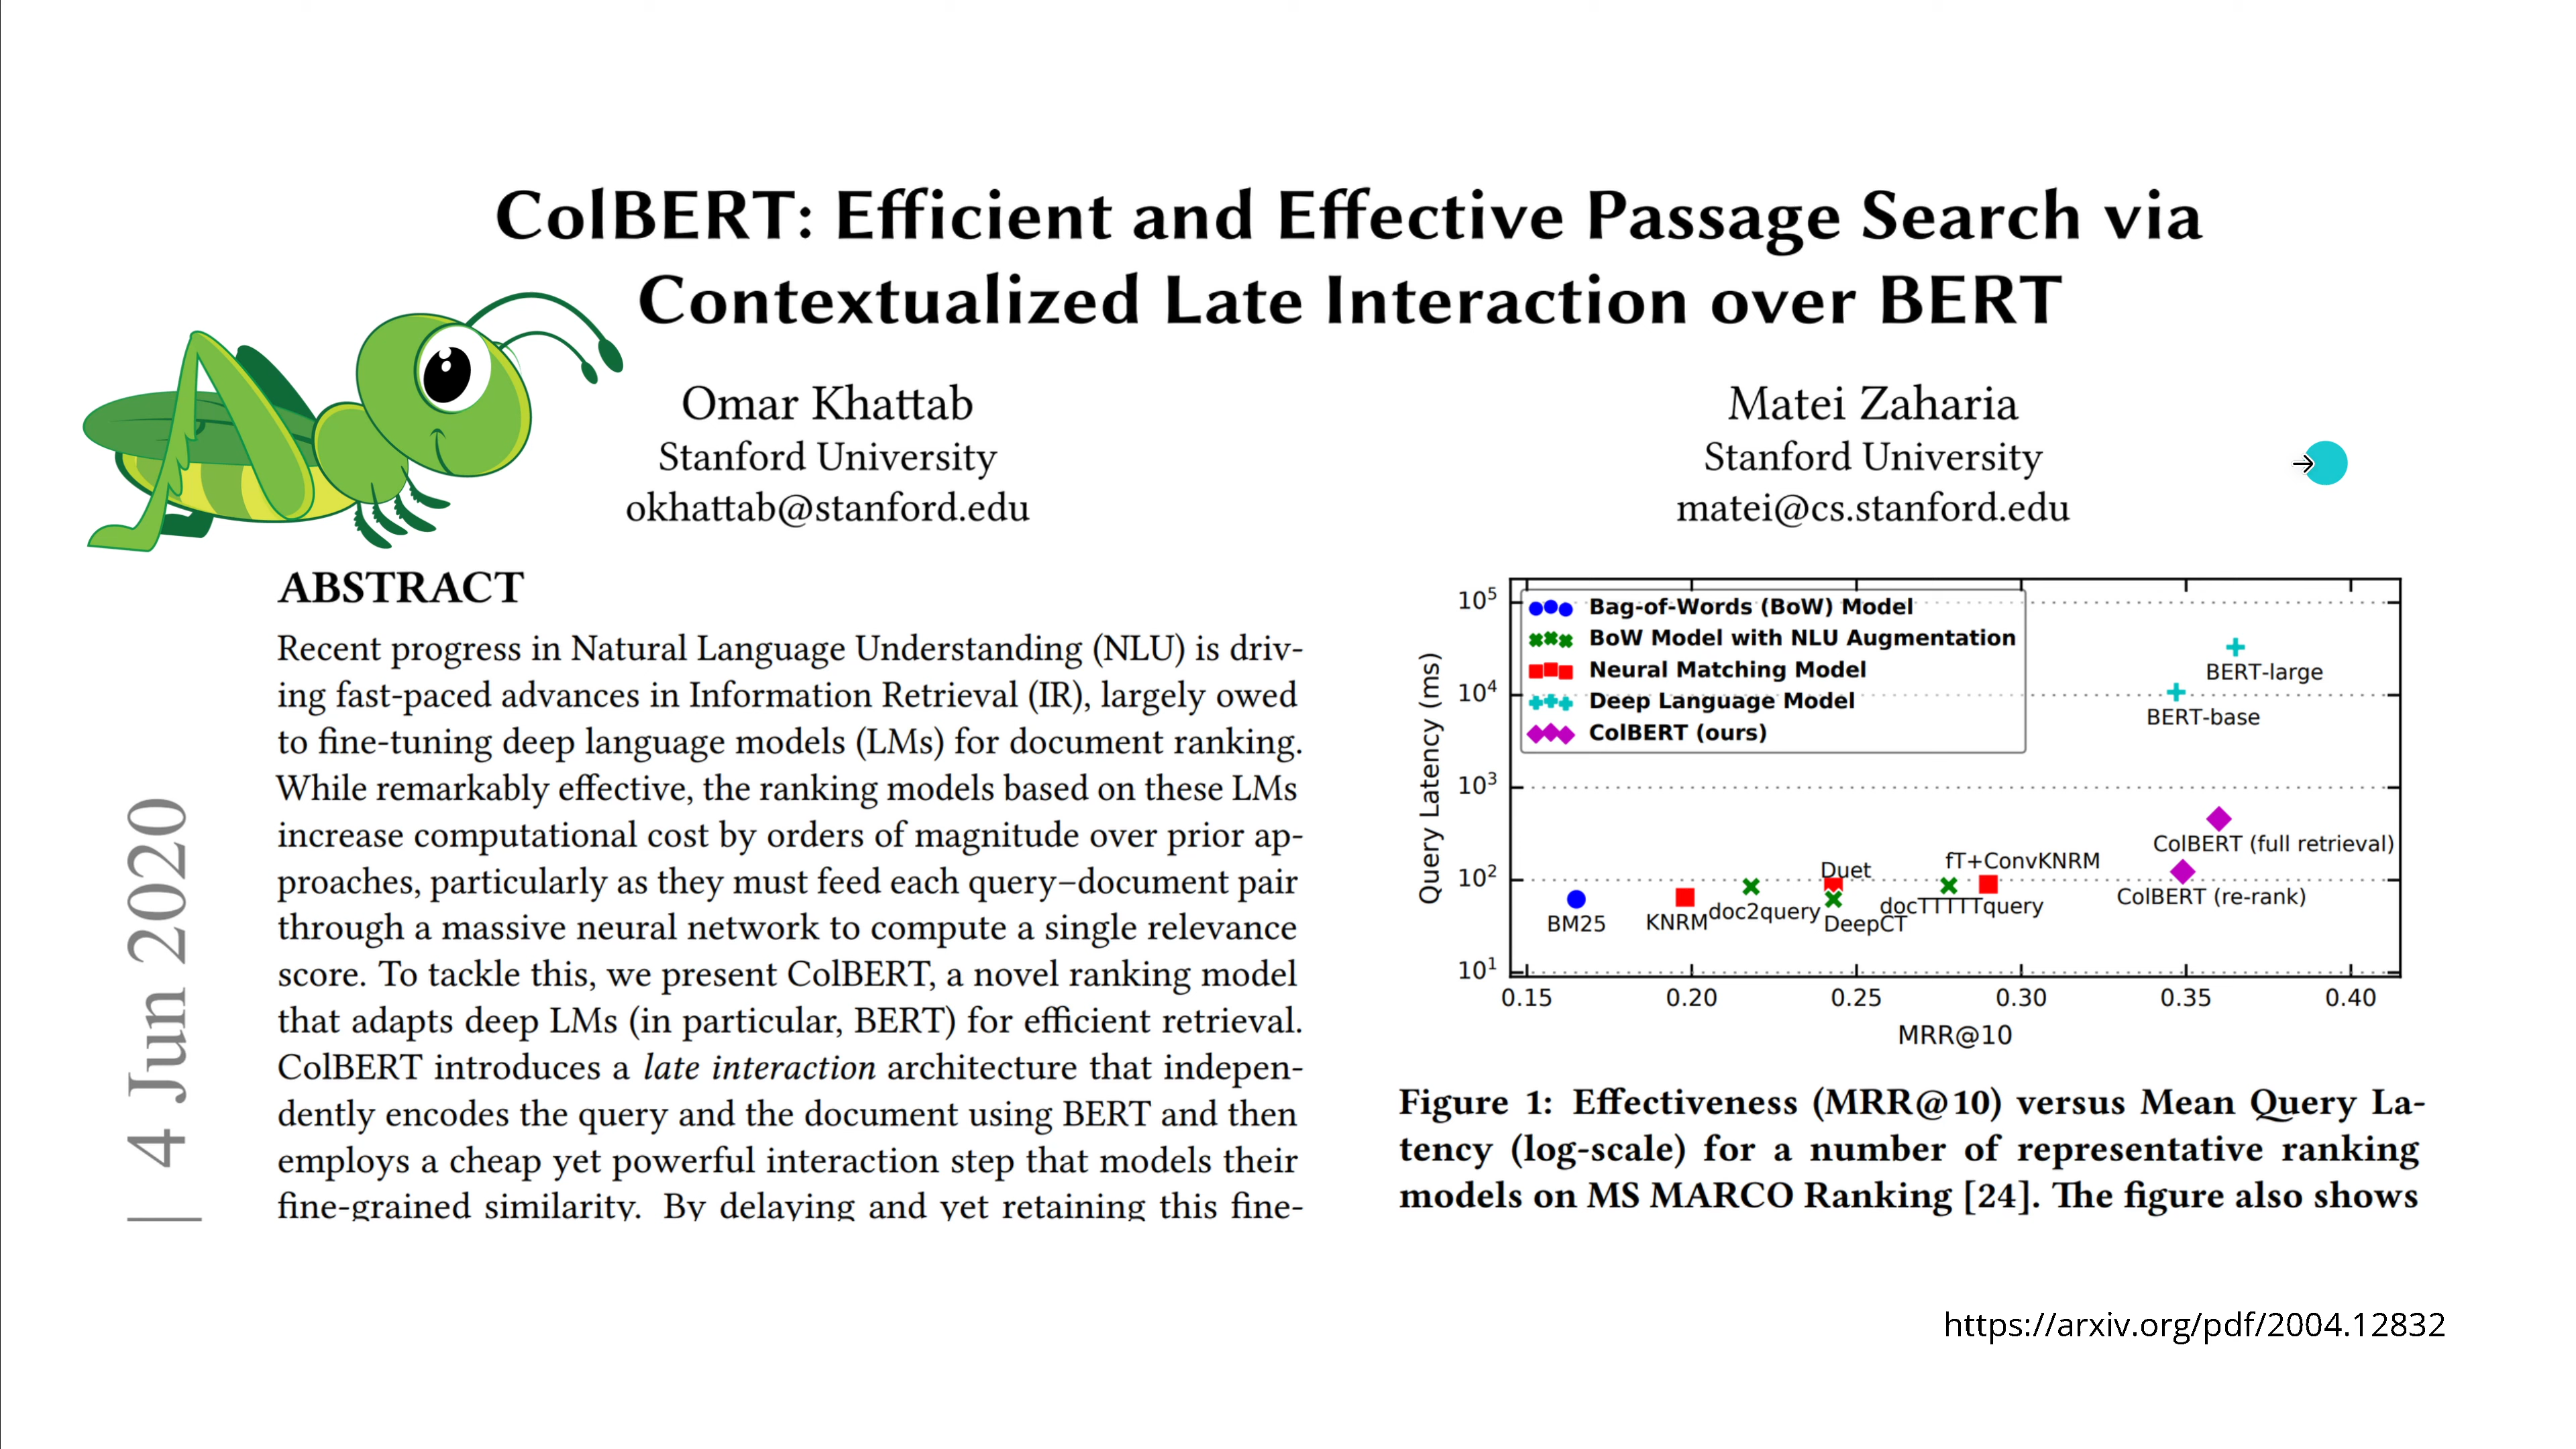 ColBERT: Efficient and Effective Passage Search via
Contextualized Late Interaction over BERT
Omar Khattab
Stanford University
okhattab@stanford.edu
Matei Zaharia
Stanford University
matei@cs.stanford.edu
ABSTRACT
Recent progress in Natural Language Understanding (NLU) is driv-
ing fast-paced advances in Information Retrieval (IR), largely owed
to fine-tuning deep language models (LMs) for document ranking.
While remarkably effective, the ranking models based on these LMs
increase computational cost by orders of magnitude over prior ap-
proaches, particularly as they must feed each query–document pair
through a massive neural network to compute a single relevance
score. To tackle this, we present ColBERT, a novel ranking model
that adapts deep LMs (in particular, BERT) for efficient retrieval.
ColBERT introduces a late interaction architecture that indepen-
dently encodes the query and the document using BERT and then
employs a cheap yet powerful interaction step that models their
fine-grained similarity. By delaying and yet retaining this fine-
| 4 Jun 2020
Query Latency (ms)
10^5
10^4
10^3
10^2
10^1
Bag-of-Words (BoW) Model
BoW Model with NLU Augmentation
Neural Matching Model
Deep Language Model
ColBERT (ours)
BERT-large
BERT-base
ColBERT (full retrieval)
ColBERT (re-rank)
fT+ConvKNRM
Duet
docTTTTTquery
doc2query
DeepCT
KNRM
BM25
0.15 0.20 0.25 0.30 0.35 0.40
MRR@10
Figure 1: Effectiveness (MRR@10) versus Mean Query La-
tency (log-scale) for a number of representative ranking
models on MS MARCO Ranking [24]. The figure also shows
https://arxiv.org/pdf/2004.12832